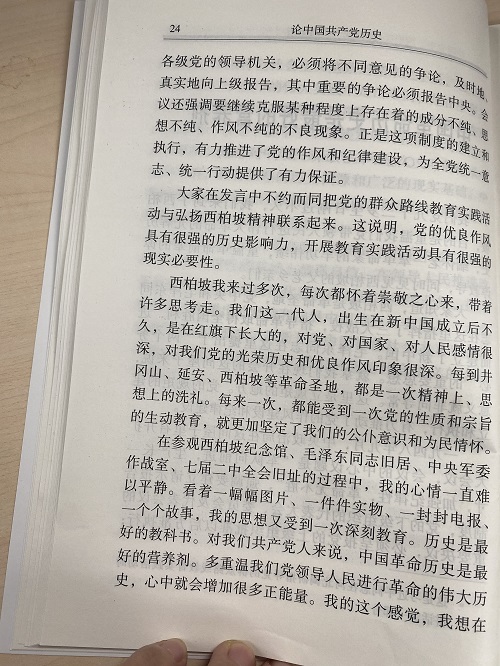 24 论中国共产党历史
各级党的领导机关，必须将不同意见的争论，及时地、
真实地向上级报告，其中重要的争论必须报告中央。会
议还强调要继续克服某种程度上存在着的成分不纯、思
想不纯、作风不纯的不良现象。正是这项制度的建立和
执行，有力推进了党的作风和纪律建设，为全党统一意
志、统一行动提供了有力保证。
大家在发言中不约而同把党的群众路线教育实践活
动与弘扬西柏坡精神联系起来。这说明，党的优良作风
具有很强的历史影响力，开展教育实践活动具有很强的
现实必要性。
西柏坡我来过多次，每次都怀着崇敬之心来，带着
许多思考走。我们这一代人，出生在新中国成立后不
久，是在红旗下长大的，对党、对国家、对人民感情很
深，对我们党的光荣历史和优良作风印象很深。每到井
冈山、延安、西柏坡等革命圣地，都是一次精神上、思
想上的洗礼。每来一次，都能受到一次党的性质和宗旨
的生动教育，就更加坚定了我们的公仆意识和为民情怀。
在参观西柏坡纪念馆、毛泽东同志旧居、中央军委
作战室、七届二中全会旧址的过程中，我的心情一直难
以平静。看着一幅幅图片、一件件实物、一封封电报、
一个个故事，我的思想又受到一次深刻教育。历史是最
好的教科书。对我们共产党人来说，中国革命历史是最
好的营养剂。多重温我们党领导人民进行革命的伟大历
史，心中就会增加很多正能量。我的这个感觉，我想在